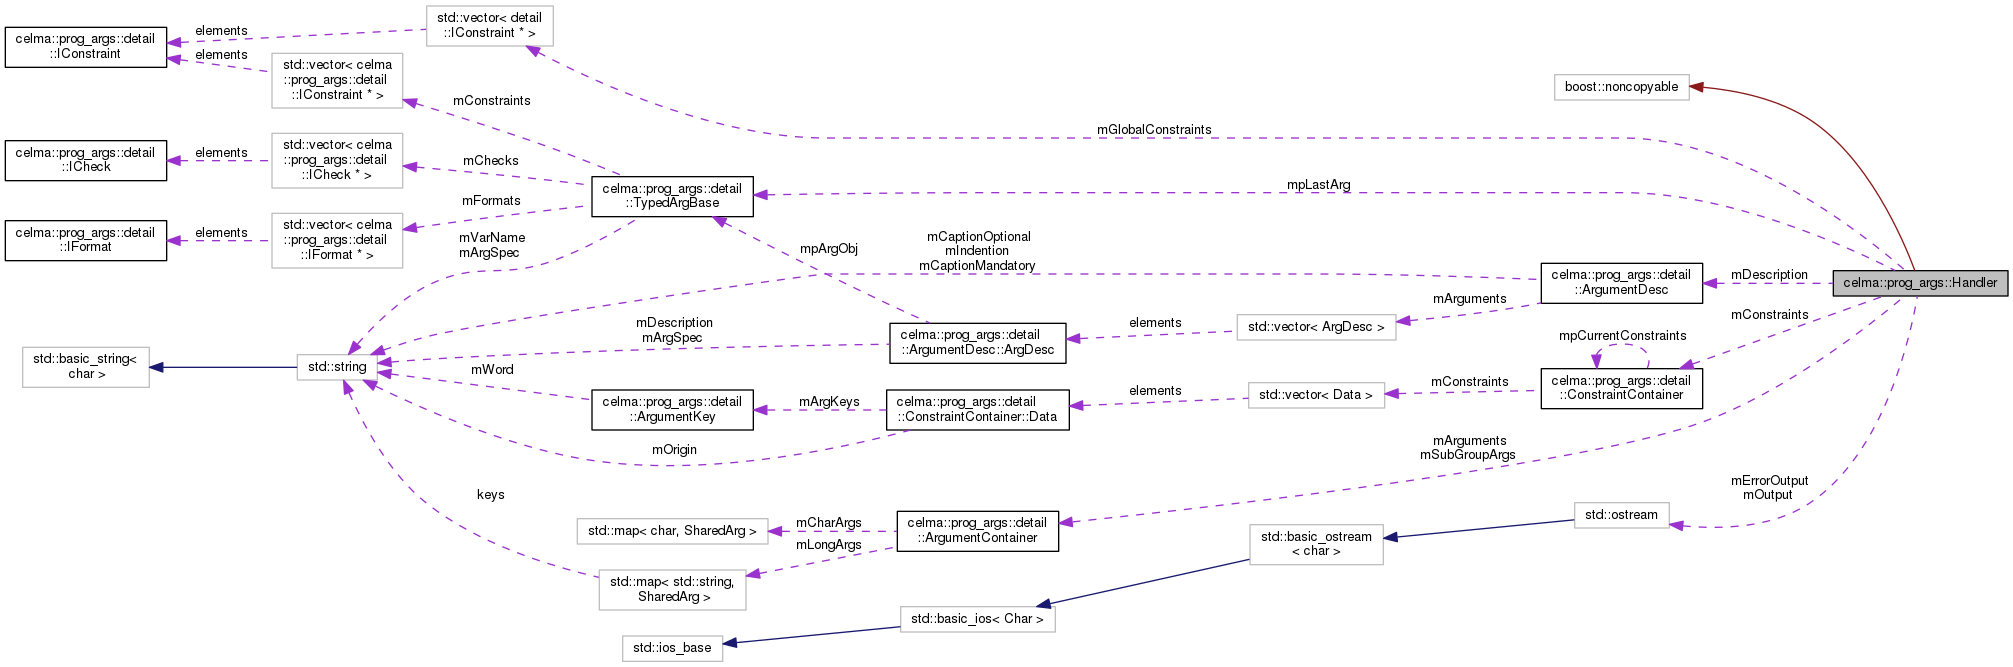 std::vector< detail
::IConstraint * >
elements
celma::prog_args::detail
::IConstraint
elements
std::vector< celma
::prog_args::detail
::IConstraint * >
boost::noncopyable
mConstraints
mGlobalConstraints
celma::prog_args::detail
::ICheck
elements
std::vector< celma
::prog_args::detail
::ICheck * >
mChecks
celma::prog_args::detail
::TypedArgBase
mpLastArg
mFormats
celma::prog_args::detail
::IFormat
elements
std::vector< celma
::prog_args::detail
::IFormat * >
mVarName
mArgSpec
mpArgObj
mCaptionOptional
mIndention
mCaptionMandatory
celma::prog_args::detail
::ArgumentDesc
mDescription
celma::prog_args::Handler
mArguments
mDescription
mArgSpec
celma::prog_args::detail
::ArgumentDesc::ArgDesc
elements
std::vector< ArgDesc >
mConstraints
mpCurrentConstraints
std::basic_string<
char >
std::string
mWord
celma::prog_args::detail
::ArgumentKey
mArgKeys
celma::prog_args::detail
::ConstraintContainer::Data
elements
std::vector< Data >
mConstraints
celma::prog_args::detail
::ConstraintContainer
mOrigin
mArguments
mSubGroupArgs
keys
mErrorOutput
mOutput
std::map< char, SharedArg >
mCharArgs
mLongArgs
celma::prog_args::detail
::ArgumentContainer
std::ostream
std::basic_ostream
< char >
std::map< std::string,
SharedArg >
std::basic_ios< Char >
std::ios_base